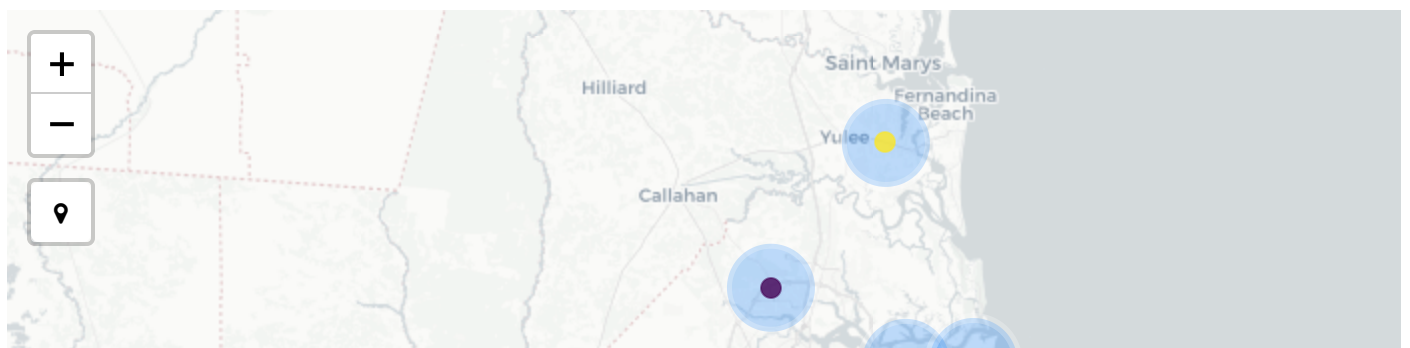 +
Saint Marys
Hilliard
Fernandina
Beach
−
Yulee
Callahan